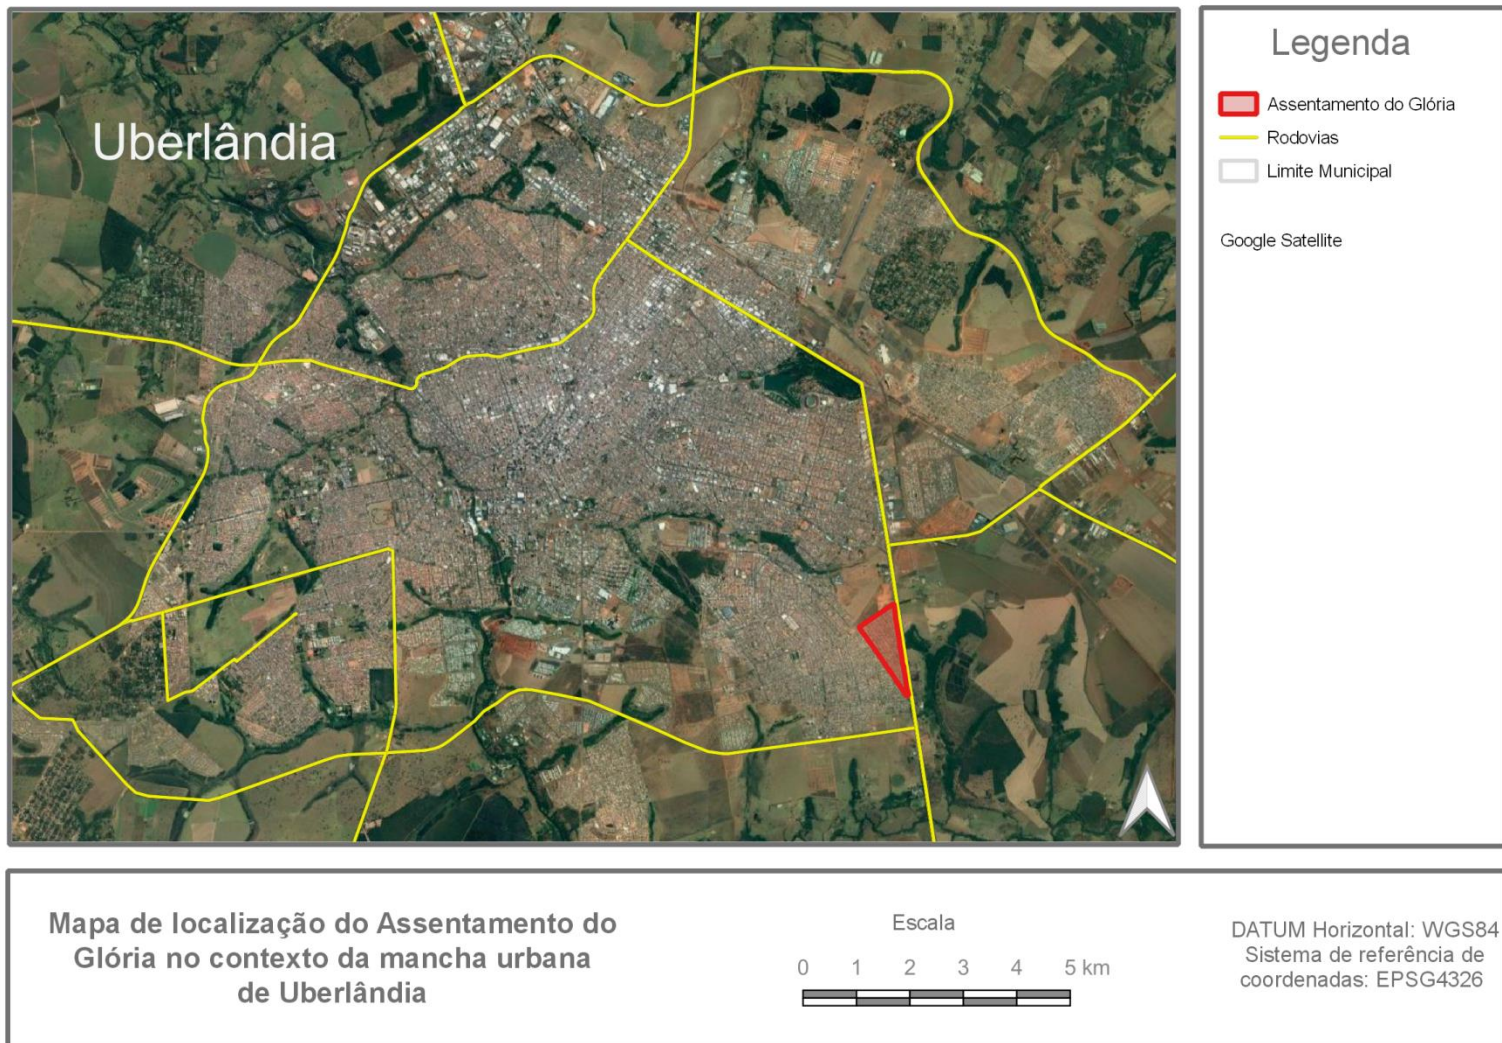 Uberlândia
Legenda
Assentamento do Glória
Rodovias
Limite Municipal
Google Satellite
Mapa de localização do Assentamento do
Glória no contexto da mancha urbana
de Uberlândia
Escala
0 1 2 3 4 5 km
DATUM Horizontal: WGS84
Sistema de referência de
coordenadas: EPSG4326